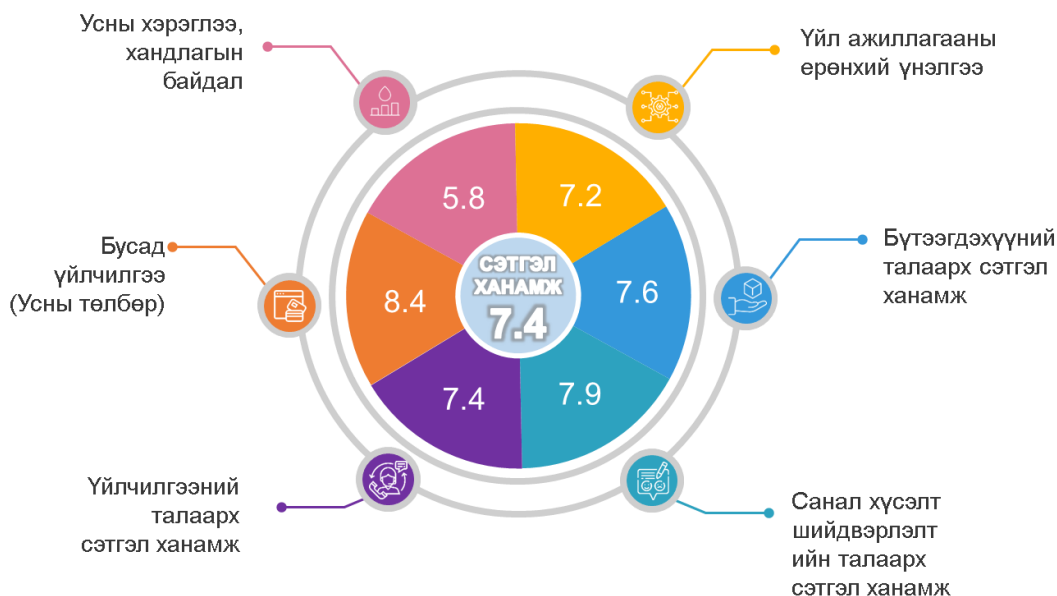 Усны хэрэглээ,
хандлагын
байдал
Үйл ажиллагааны
ерөнхий үнэлгээ
5.8
7.2
Бусад
үйлчилгээ
(Усны төлбөр)
8.4
СЭТГЭЛ
ХАНАМЖ
7.4
7.6
Бүтээгдэхүүний
талаарх сэтгэл
ханамж
7.4
7.9
Үйлчилгээний
талаарх
сэтгэл ханамж
Санал хүсэлт
шийдвэрлэлт
ийн талаарх
сэтгэл ханамж